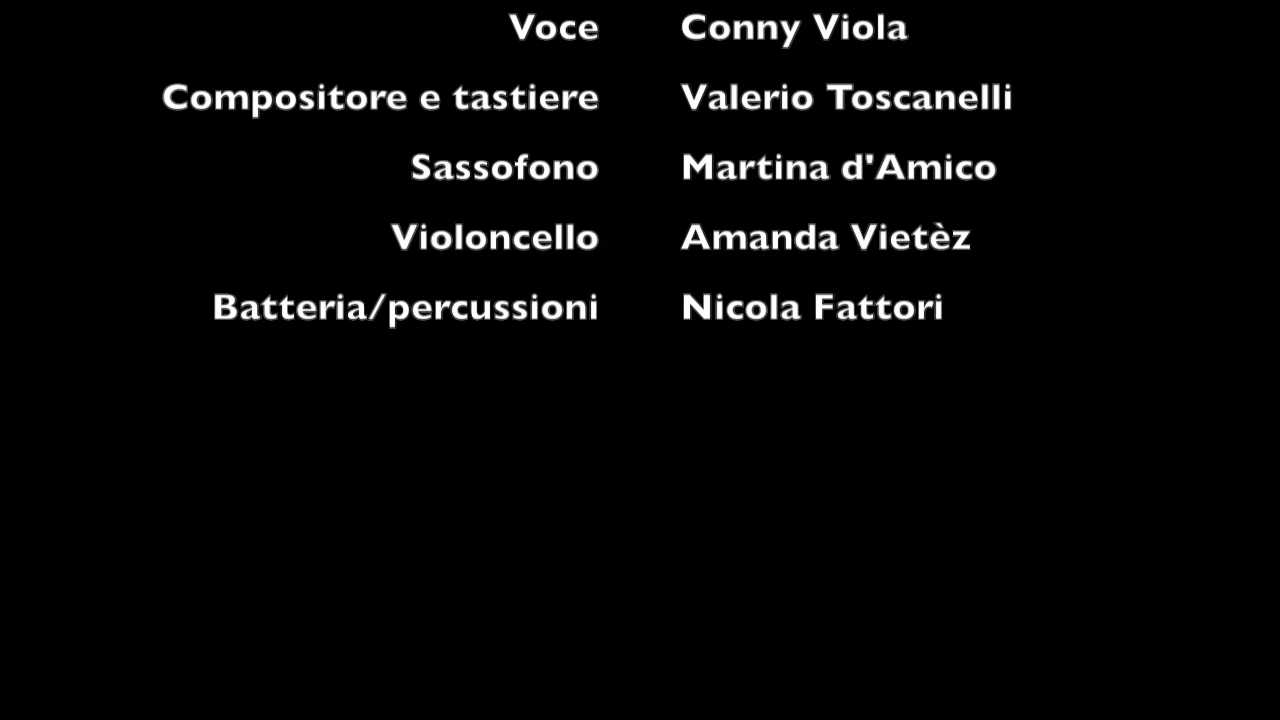 Voce Conny Viola
Compositore e tastiere Valerio Toscanelli
Sassofono Martina d'Amico
Violoncello Amanda Vietèz
Batteria/percussioni Nicola Fattori